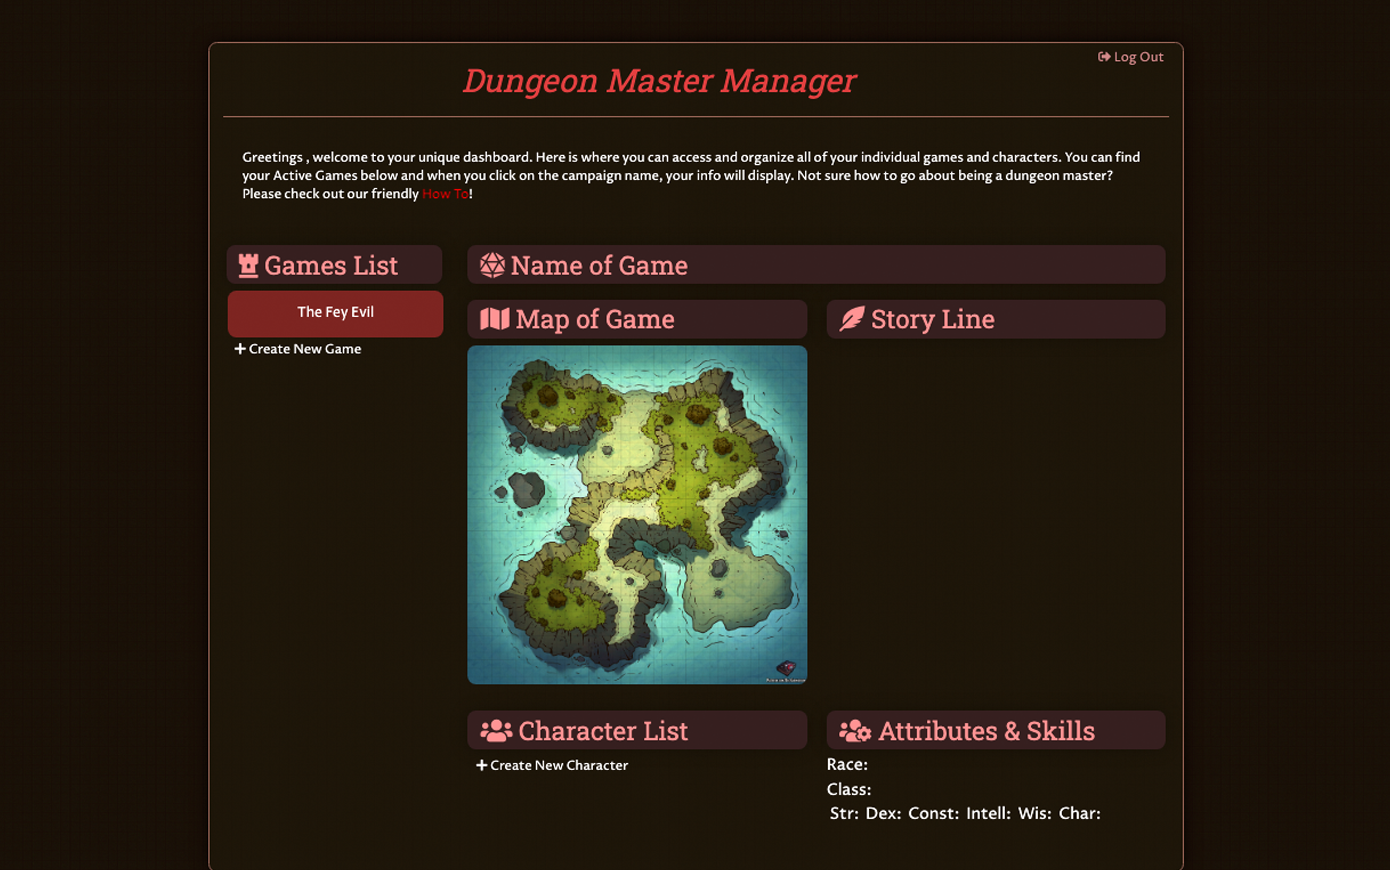 Log Out
Dungeon Master Manager
Greetings , welcome to your unique dashboard. Here is where you can access and organize all of your individual games and characters. You can find
your Active Games below and when you click on the campaign name, your info will display. Not sure how to go about being a dungeon master?
Please check out our friendly How To!
Games List
The Fey Evil
Create New Game
Name of Game
Map of Game
Story Line
Character List
Create New Character
Attributes & Skills
Race:
Class:
Str: Dex: Const: Intell: Wis: Char: